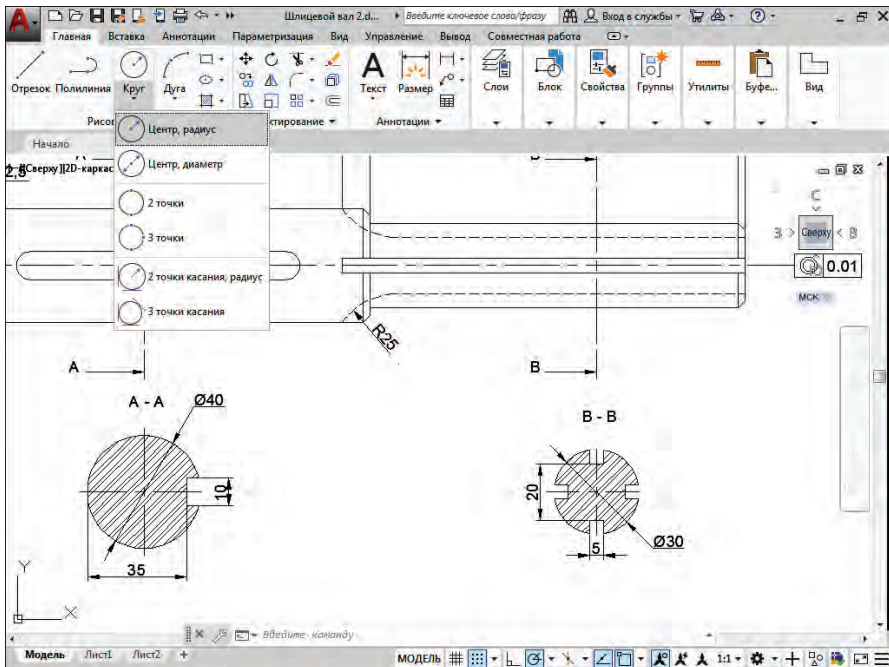 Шлицевой вал 2.d... Введите ключевое слово/фразу Вход в службы
Главная Вставка Аннотации Параметризация Вид Управление Вывод Совместная работа
Отрезок Полилиния Круг Дуга Текст Размер Слои Блок Свойства Группы Утилиты Буфе... Вид
Рисо ктирование Аннотации
Начало
Центр, радиус
Центр, диаметр
2 точки
3 точки
2 точки касания, радиус
3 точки касания
2,5 [Сверху][2D-каркас
С
З Сверху В
0.01
МСК
R25
A B
A - A Ø40
B - B
10
35
20
5
Ø30
Y
X
Введите команду
Модель Лист1 Лист2 +
МОДЕЛЬ 1:1